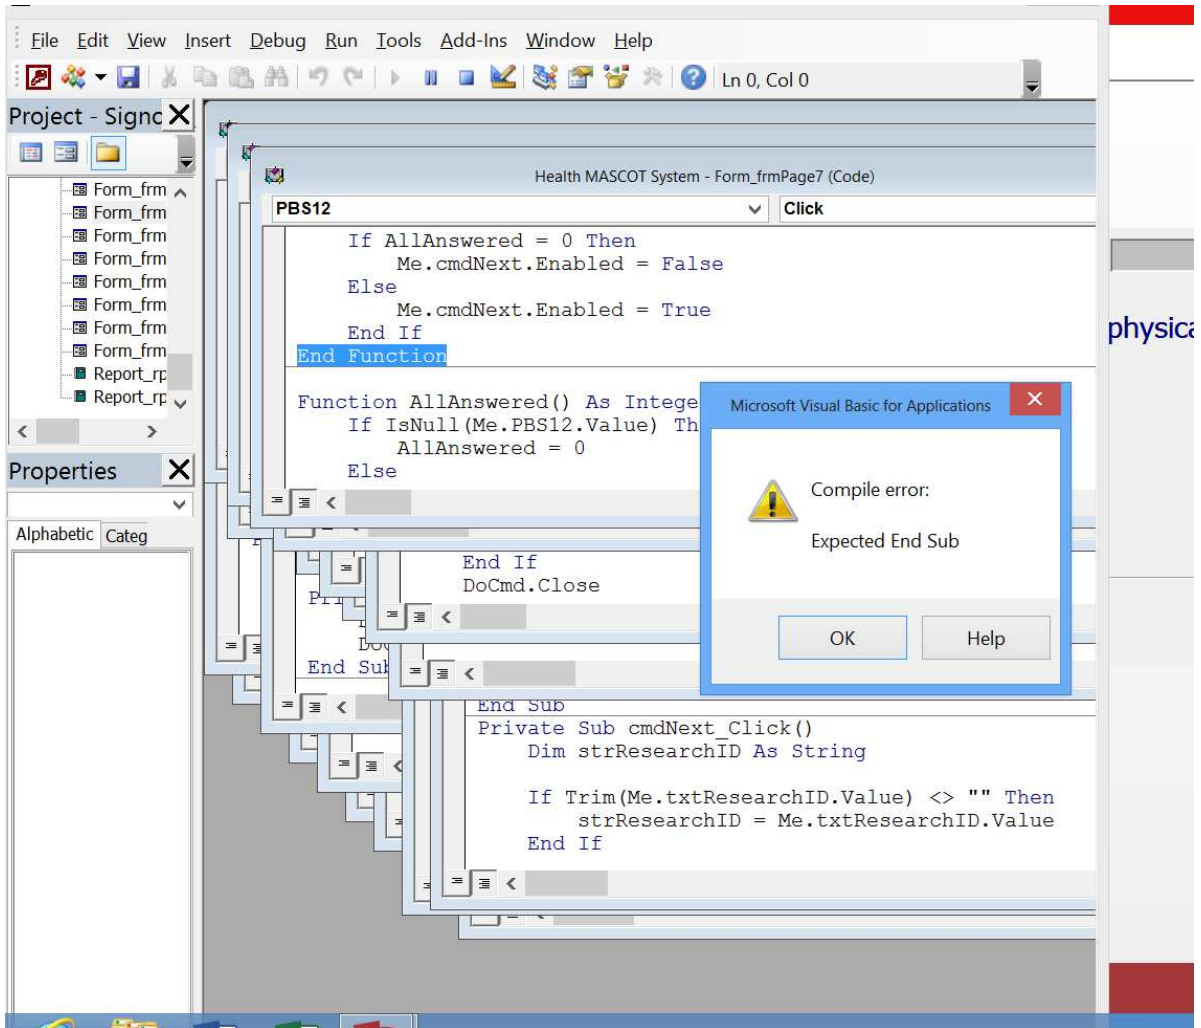 File Edit View Insert Debug Run Tools Add-Ins Window Help
Ln 0, Col 0
Project - Signc
Form_frm
Form_frm
Form_frm
Form_frm
Form_frm
Form_frm
Form_frm
Form_frm
Report_rp
Report_rp
Properties
Alphabetic Categ
Health MASCOT System - Form_frmPage7 (Code)
PBS12 Click
If AllAnswered = 0 Then
Me.cmdNext.Enabled = False
Else
Me.cmdNext.Enabled = True
End If
End Function
Function AllAnswered() As Intege
If IsNull(Me.PBS12.Value) Th
AllAnswered = 0
Else
physica
Microsoft Visual Basic for Applications
Compile error:
Expected End Sub
OK Help
End If
DoCmd.Close
End Sub
End Sub
Private Sub cmdNext_Click()
Dim strResearchID As String
If Trim(Me.txtResearchID.Value) <> "" Then
strResearchID = Me.txtResearchID.Value
End If